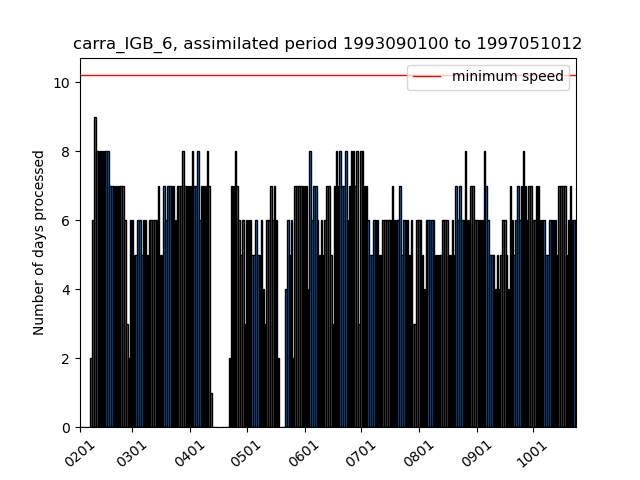 carra_IGB_6, assimilated period 1993090100 to 1997051012
minimum speed
Number of days processed
10
8
6
4
2
0
0201 0301 0401 0501 0601 0701 0801 0901 1001